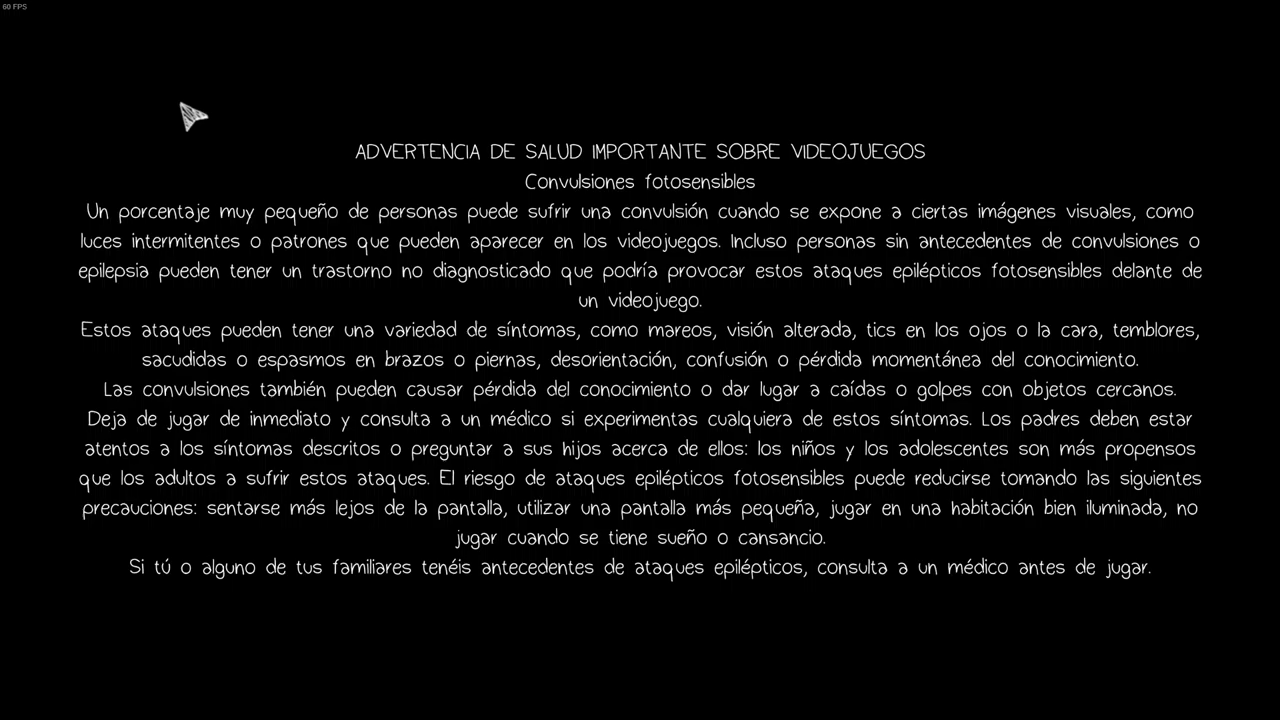 60 FPS
ADVERTENCIA DE SALUD IMPORTANTE SOBRE VIDEOJUEGOS
Convulsiones fotosensibles
Un porcentaje muy pequeño de personas puede sufrir una convulsión cuando se expone a ciertas imágenes visuales, como
luces intermitentes o patrones que pueden aparecer en los videojuegos. Incluso personas sin antecedentes de convulsiones o
epilepsia pueden tener un trastorno no diagnosticado que podría provocar estos ataques epilépticos fotosensibles delante de
un videojuego.
Estos ataques pueden tener una variedad de síntomas, como mareos, visión alterada, tics en los ojos o la cara, temblores,
sacudidas o espasmos en brazos o piernas, desorientación, confusión o pérdida momentánea del conocimiento.
Las convulsiones también pueden causar pérdida del conocimiento o dar lugar a caídas o golpes con objetos cercanos.
Deja de jugar de inmediato y consulta a un médico si experimentas cualquiera de estos síntomas. Los padres deben estar
atentos a los síntomas descritos o preguntar a sus hijos acerca de ellos: los niños y los adolescentes son más propensos
que los adultos a sufrir estos ataques. El riesgo de ataques epilépticos fotosensibles puede reducirse tomando las siguientes
precauciones: sentarse más lejos de la pantalla, utilizar una pantalla más pequeña, jugar en una habitación bien iluminada, no
jugar cuando se tiene sueño o cansancio.
Si tú o alguno de tus familiares tenéis antecedentes de ataques epilépticos, consulta a un médico antes de jugar.